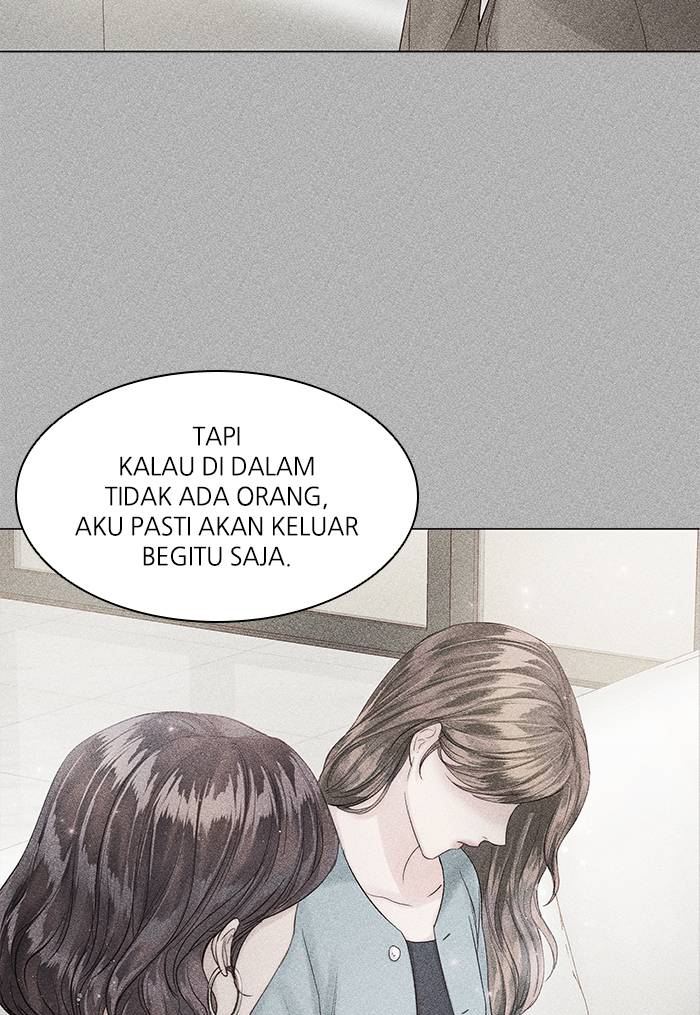 TAPI
KALAU DI DALAM
TIDAK ADA ORANG,
AKU PASTI AKAN KELUAR
BEGITU SAJA.